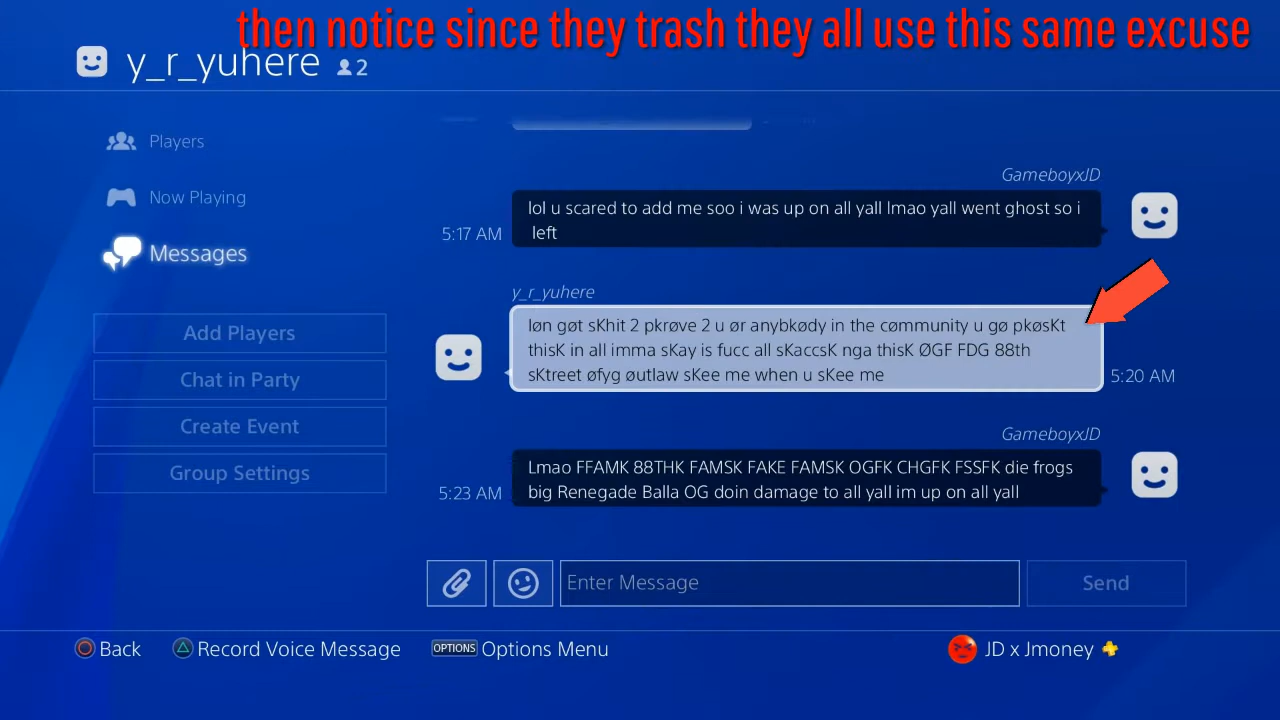 then notice since they trash they all use this same excuse
y_r_yuhere 2
Players
Now Playing
Messages
Add Players
Chat in Party
Create Event
Group Settings
GameboyxJD
lol u scared to add me soo i was up on all yall lmao yall went ghost so i
left
5:17 AM
y_r_yuhere
løn gøt sKhit 2 pkrøve 2 u ør anybkødy in the cømmunity u gø pkøsKt
thisK in all imma sKay is fucc all sKaccsK nga thisK ØGF FDG 88th
sKtreet øfyg øutlaw sKee me when u sKee me
5:20 AM
GameboyxJD
Lmao FFAMK 88THK FAMSK FAKE FAMSK OGFK CHGFK FSSFK die frogs
big Renegade Balla OG doin damage to all yall im up on all yall
5:23 AM
Enter Message
Send
Back
Record Voice Message
OPTIONS Options Menu
JD x Jmoney